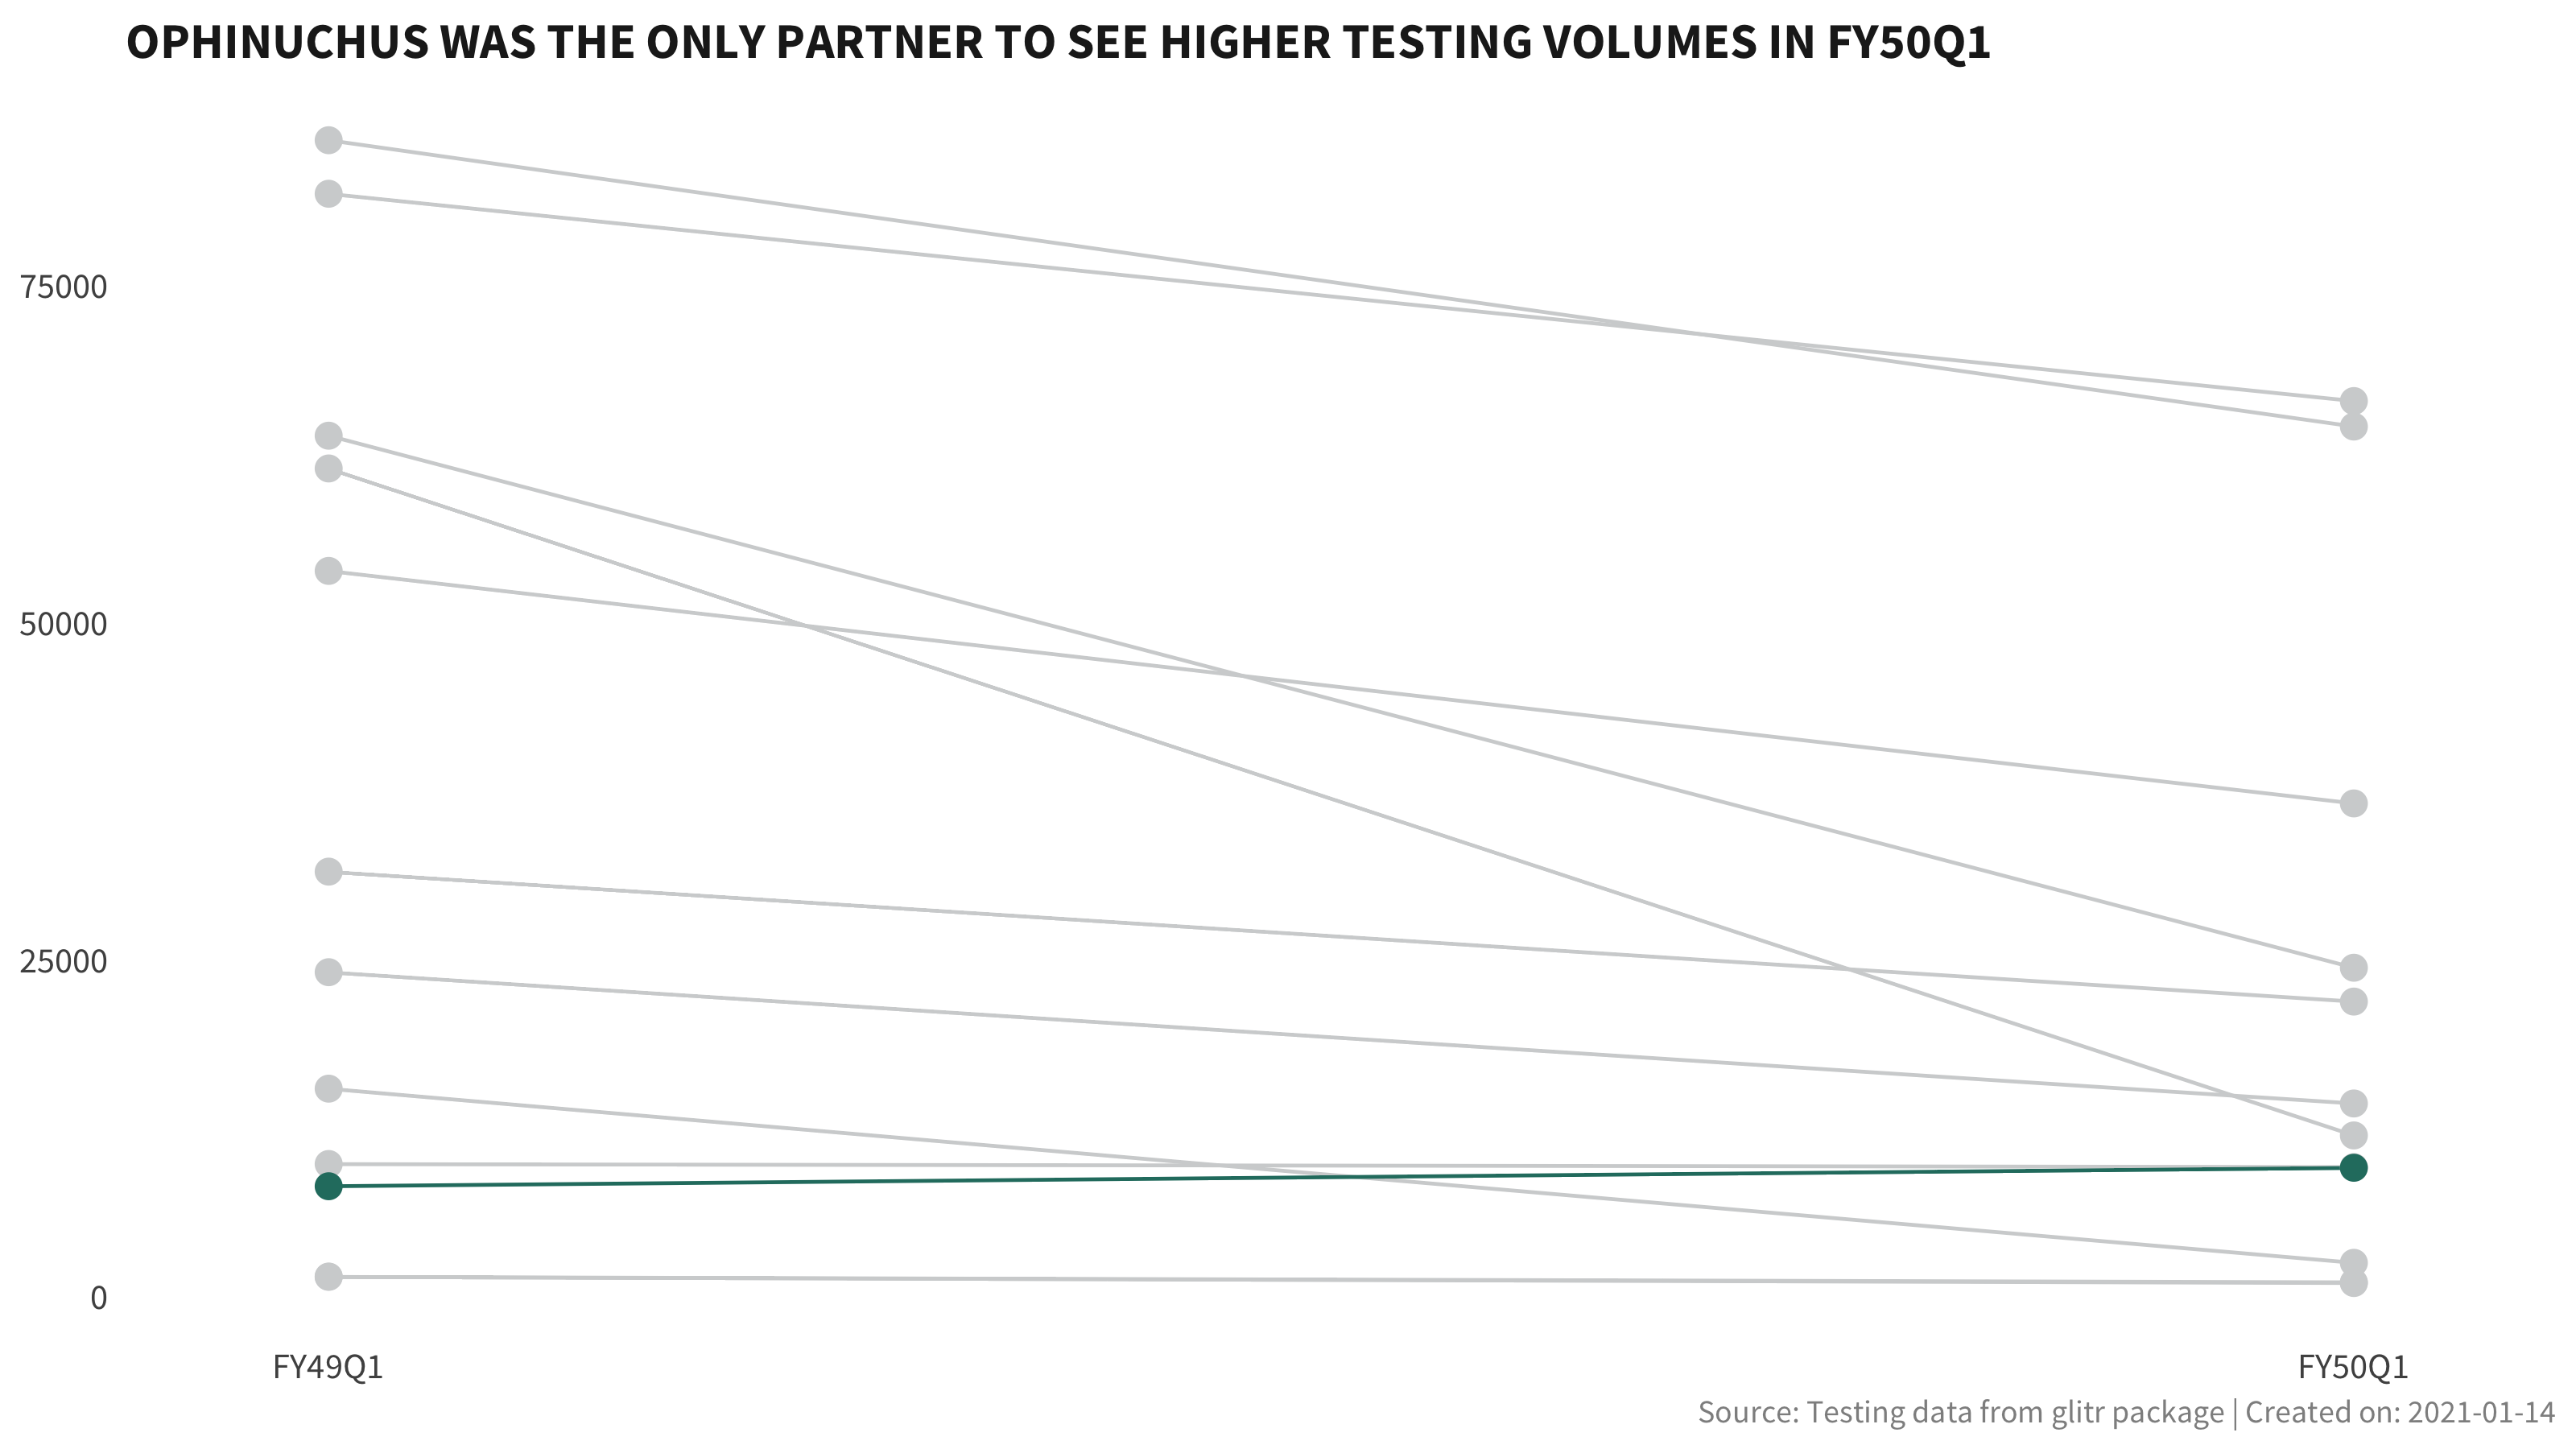 OPHINUCHUS WAS THE ONLY PARTNER TO SEE HIGHER TESTING VOLUMES IN FY50Q1
75000
50000
25000
0
FY49Q1
FY50Q1
Source: Testing data from glitr package | Created on: 2021-01-14